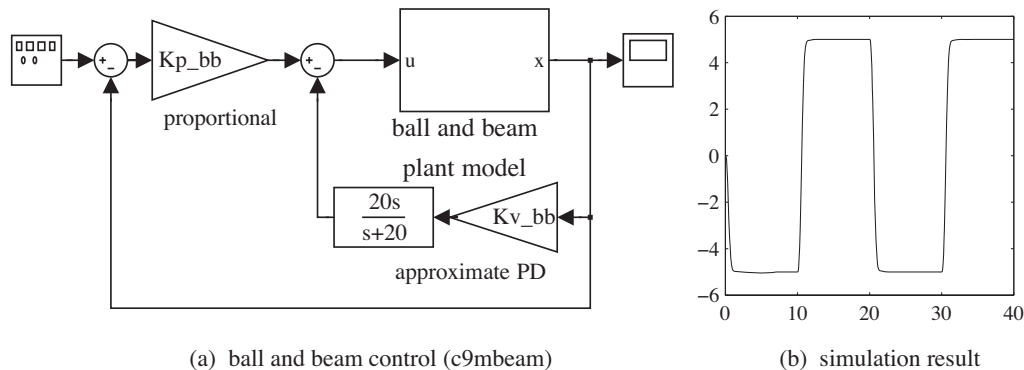 Kp_bb
proportional
+
-
+
-
u
x
ball and beam
plant model
20s
s+20
Kv_bb
approximate PD
(a) ball and beam control (c9mbeam)
6
4
2
0
−2
−4
−6
0
10
20
30
40
(b) simulation result